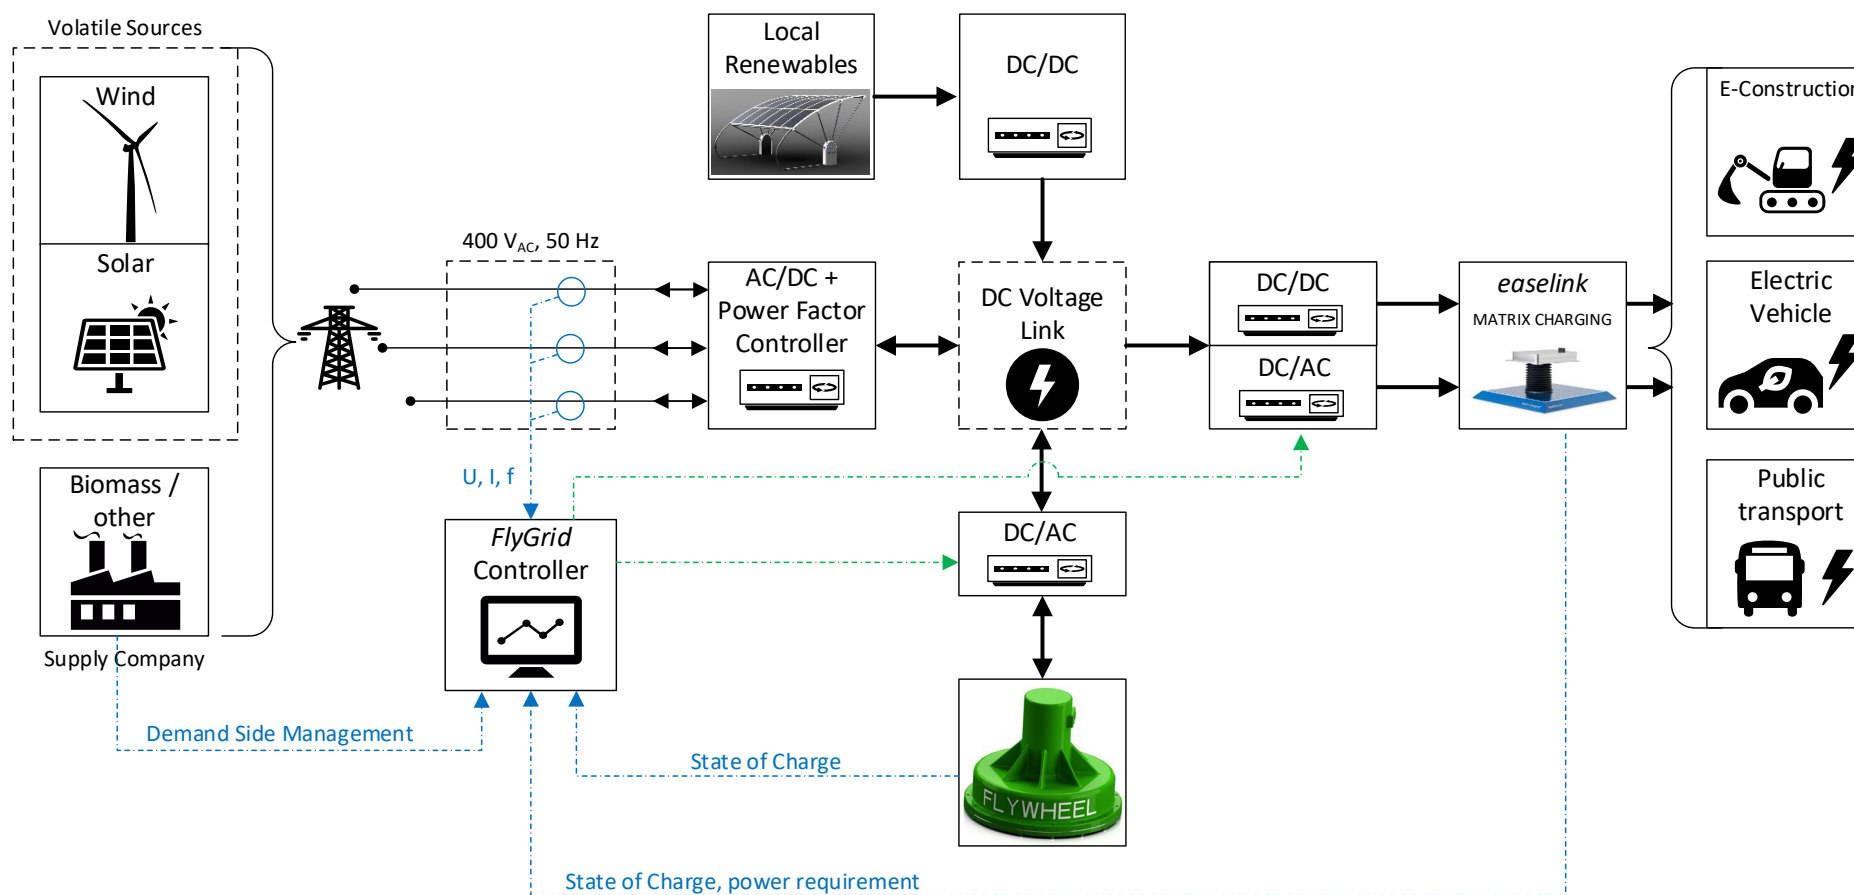 Volatile Sources
Wind
Solar
Biomass /
other
Supply Company
400 VAC, 50 Hz
Local
Renewables
DC/DC
AC/DC +
Power Factor
Controller
DC Voltage
Link
DC/DC
DC/AC
easelink
MATRIX CHARGING
E-Construction
Electric
Vehicle
Public
transport
U, I, f
FlyGrid
Controller
DC/AC
FLYWHEEL
Demand Side Management
State of Charge
State of Charge, power requirement